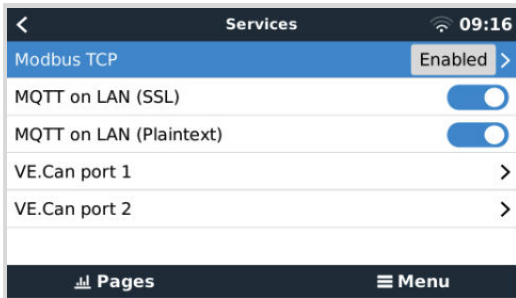 Services 09:16
Modbus TCP Enabled
MQTT on LAN (SSL)
MQTT on LAN (Plaintext)
VE.Can port 1
VE.Can port 2
Pages Menu